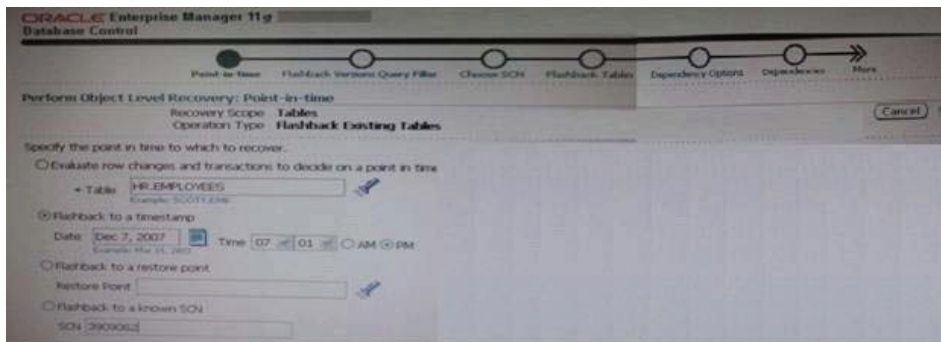 ORACLE Enterprise Manager 11g
Database Control
Point-in-time Flashback Versions Query Filter Choose SCN Flashback Tables Dependency Options Dependencies More
Perform Object Level Recovery: Point-in-time
Recovery Scope Tables
Operation Type Flashback Existing Tables
Cancel
Specify the point in time to which to recover.
Evaluate row changes and transactions to decide on a point in time
* Table HR.EMPLOYEES
Example: SCOTT.EMP
Flashback to a timestamp
Date Dec 7, 2007 Time 07 01 AM PM
Example:
Flashback to a restore point
Restore Point
Flashback to a known SCN
SCN 3909062